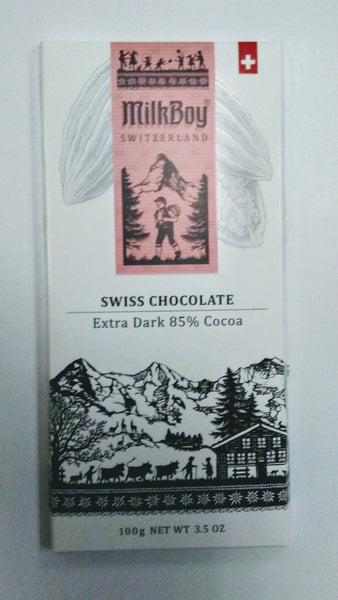 MilkBoy®
SWITZERLAND
SWISS CHOCOLATE
Extra Dark 85% Cocoa
100g NET WT 3.5 OZ